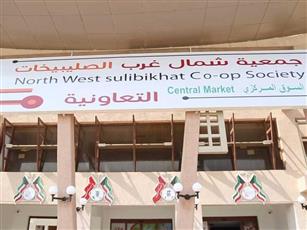 جمعية شمال غرب الصليبيخات
North West sulibikhat Co-op Society
التعاونية
السوق المركزي Central Market